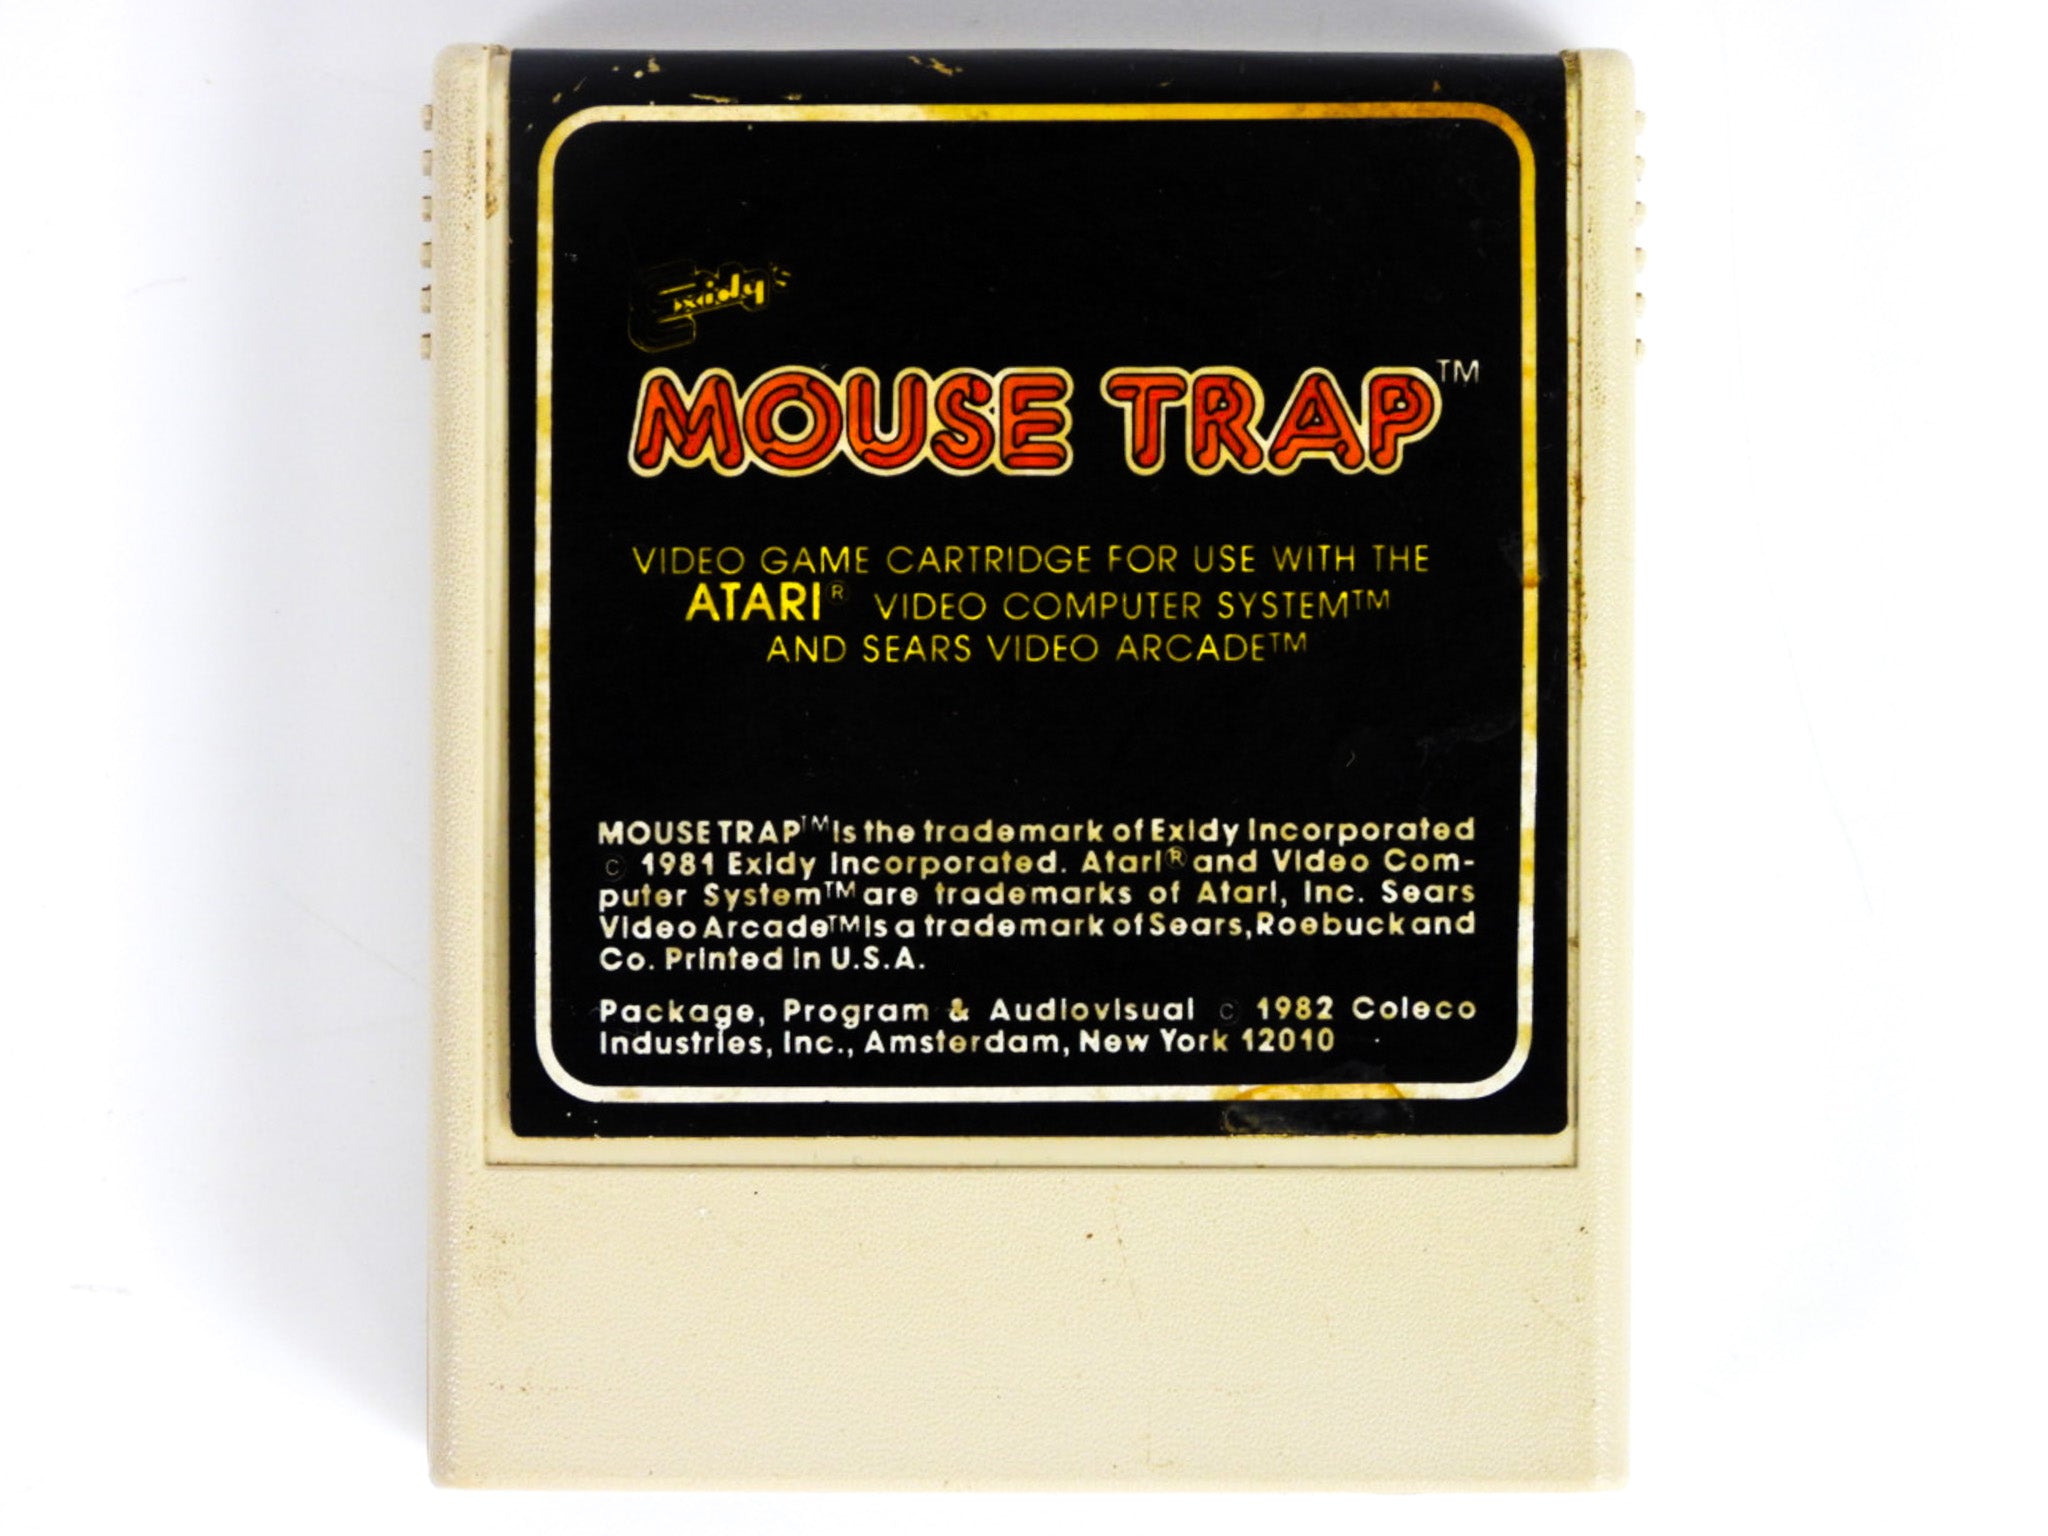 Exidy
MOUSE TRAP™
VIDEO GAME CARTRIDGE FOR USE WITH THE
ATARI® VIDEO COMPUTER SYSTEM™
AND SEARS VIDEO ARCADE™
MOUSE TRAP™ is the trademark of Exidy Incorporated
© 1981 Exidy Incorporated. Atari® and Video Com-
puter System™ are trademarks of Atari, Inc. Sears
Video Arcade™ is a trademark of Sears, Roebuck and
Co. Printed in U.S.A.
Package, Program & Audiovisual © 1982 Coleco
Industries, Inc., Amsterdam, New York 12010